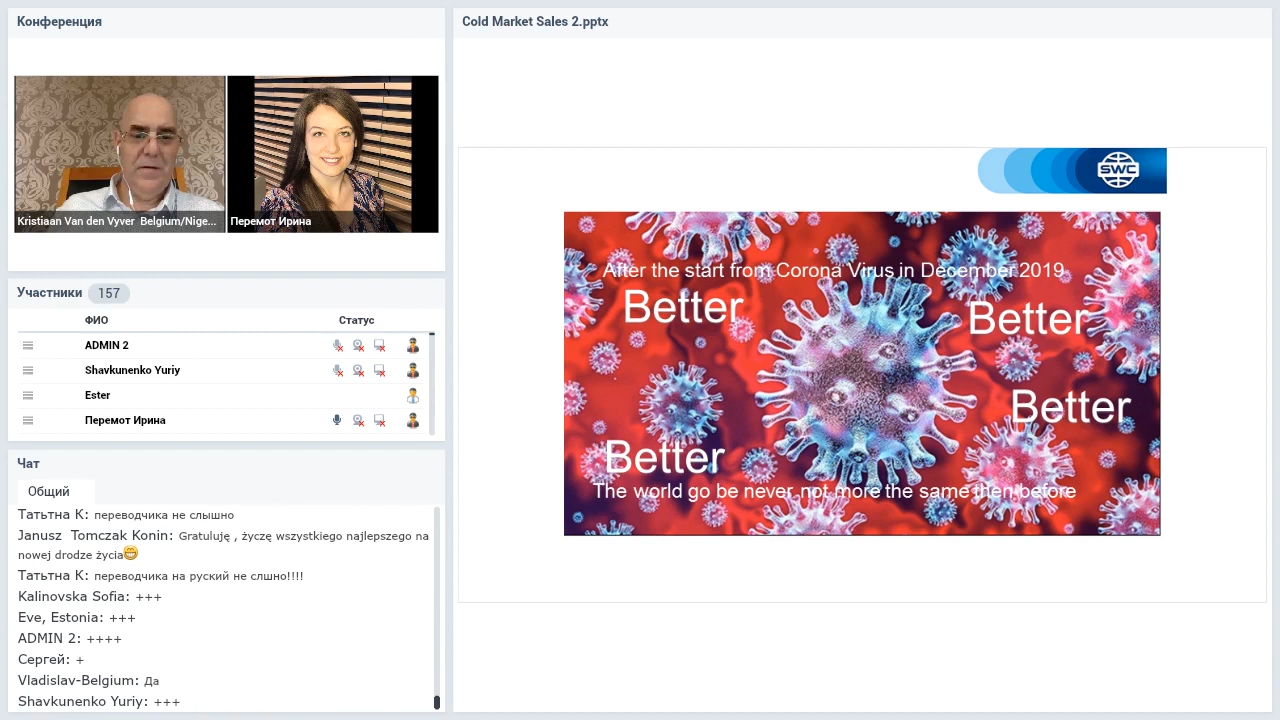 Конференция
Kristiaan Van den Vyver Belgium/Nige...
Перемот Ирина
Участники 157
ФИО Статус
ADMIN 2
Shavkunenko Yuriy
Ester
Перемот Ирина
Чат
Общий
Татьтна К: переводчика не слышно
Janusz Tomczak Konin: Gratuluję , życzę wszystkiego najlepszego na
nowej drodze życia
Татьтна К: переводчика на руский не слшно!!!!
Kalinovska Sofia: +++
Eve, Estonia: +++
ADMIN 2: ++++
Сергей: +
Vladislav-Belgium: Да
Shavkunenko Yuriy: +++
Cold Market Sales 2.pptx
SWC
After the start from Corona Virus in December 2019
Better
Better
Better
Better
The world go be never not more the same then before